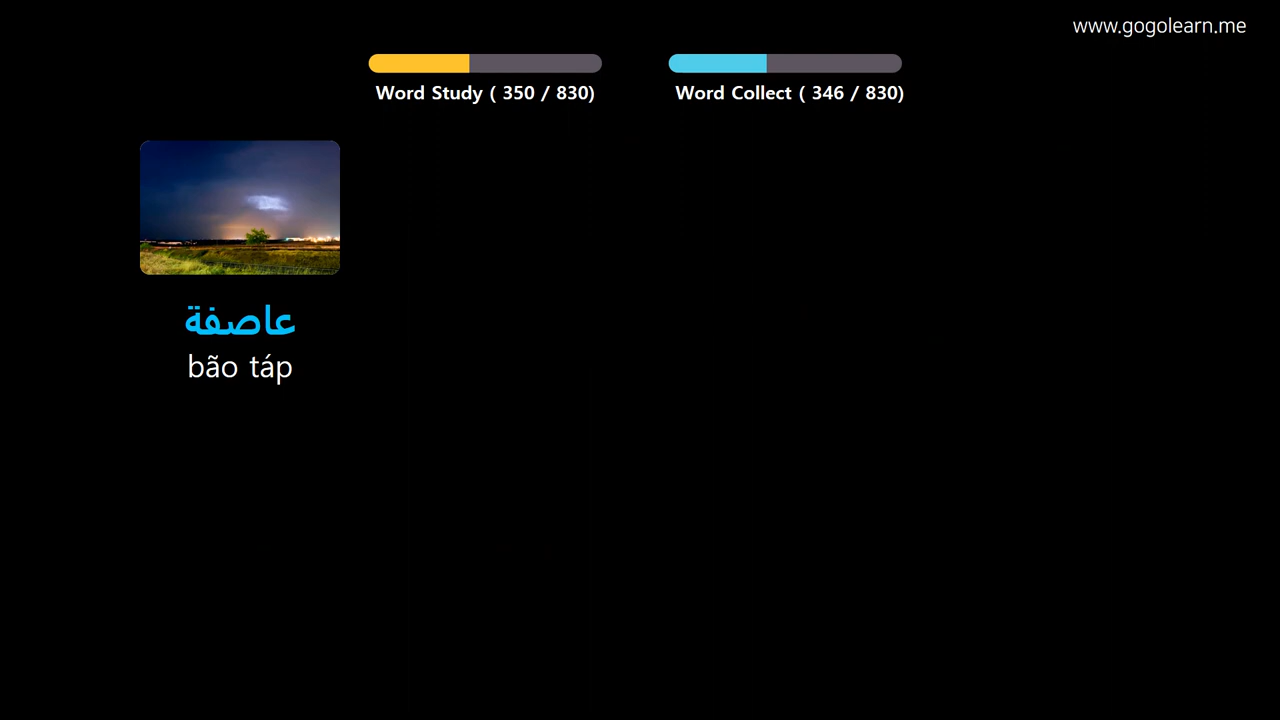 www.gogolearn.me
Word Study ( 350 / 830)
Word Collect ( 346 / 830)
عاصفة
bão táp